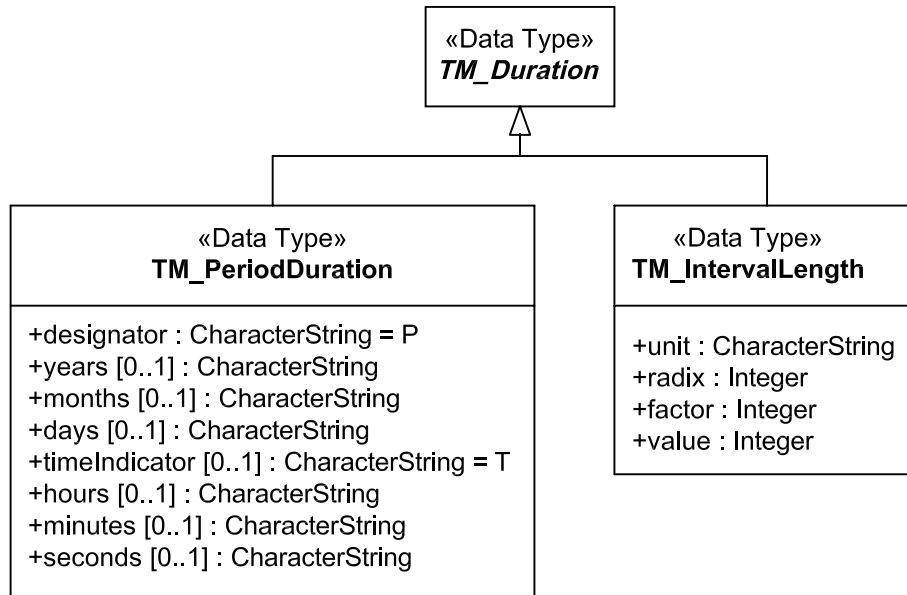 «Data Type»
TM_Duration
«Data Type»
TM_PeriodDuration
+designator : CharacterString = P
+years [0..1] : CharacterString
+months [0..1] : CharacterString
+days [0..1] : CharacterString
+timeIndicator [0..1] : CharacterString = T
+hours [0..1] : CharacterString
+minutes [0..1] : CharacterString
+seconds [0..1] : CharacterString
«Data Type»
TM_IntervalLength
+unit : CharacterString
+radix : Integer
+factor : Integer
+value : Integer